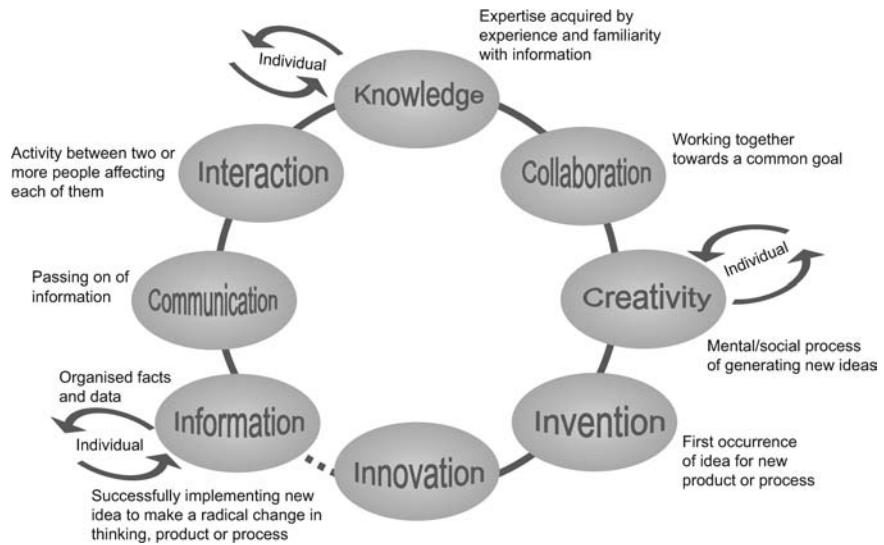 Expertise acquired by
experience and familiarity
with information
Individual
Knowledge
Working together
towards a common goal
Collaboration
Individual
Creativity
Mental/social process
of generating new ideas
Invention
First occurrence
of idea for new
product or process
Innovation
Successfully implementing new
idea to make a radical change in
thinking, product or process
Information
Organised facts
and data
Individual
Communication
Passing on of
information
Interaction
Activity between two or
more people affecting
each of them